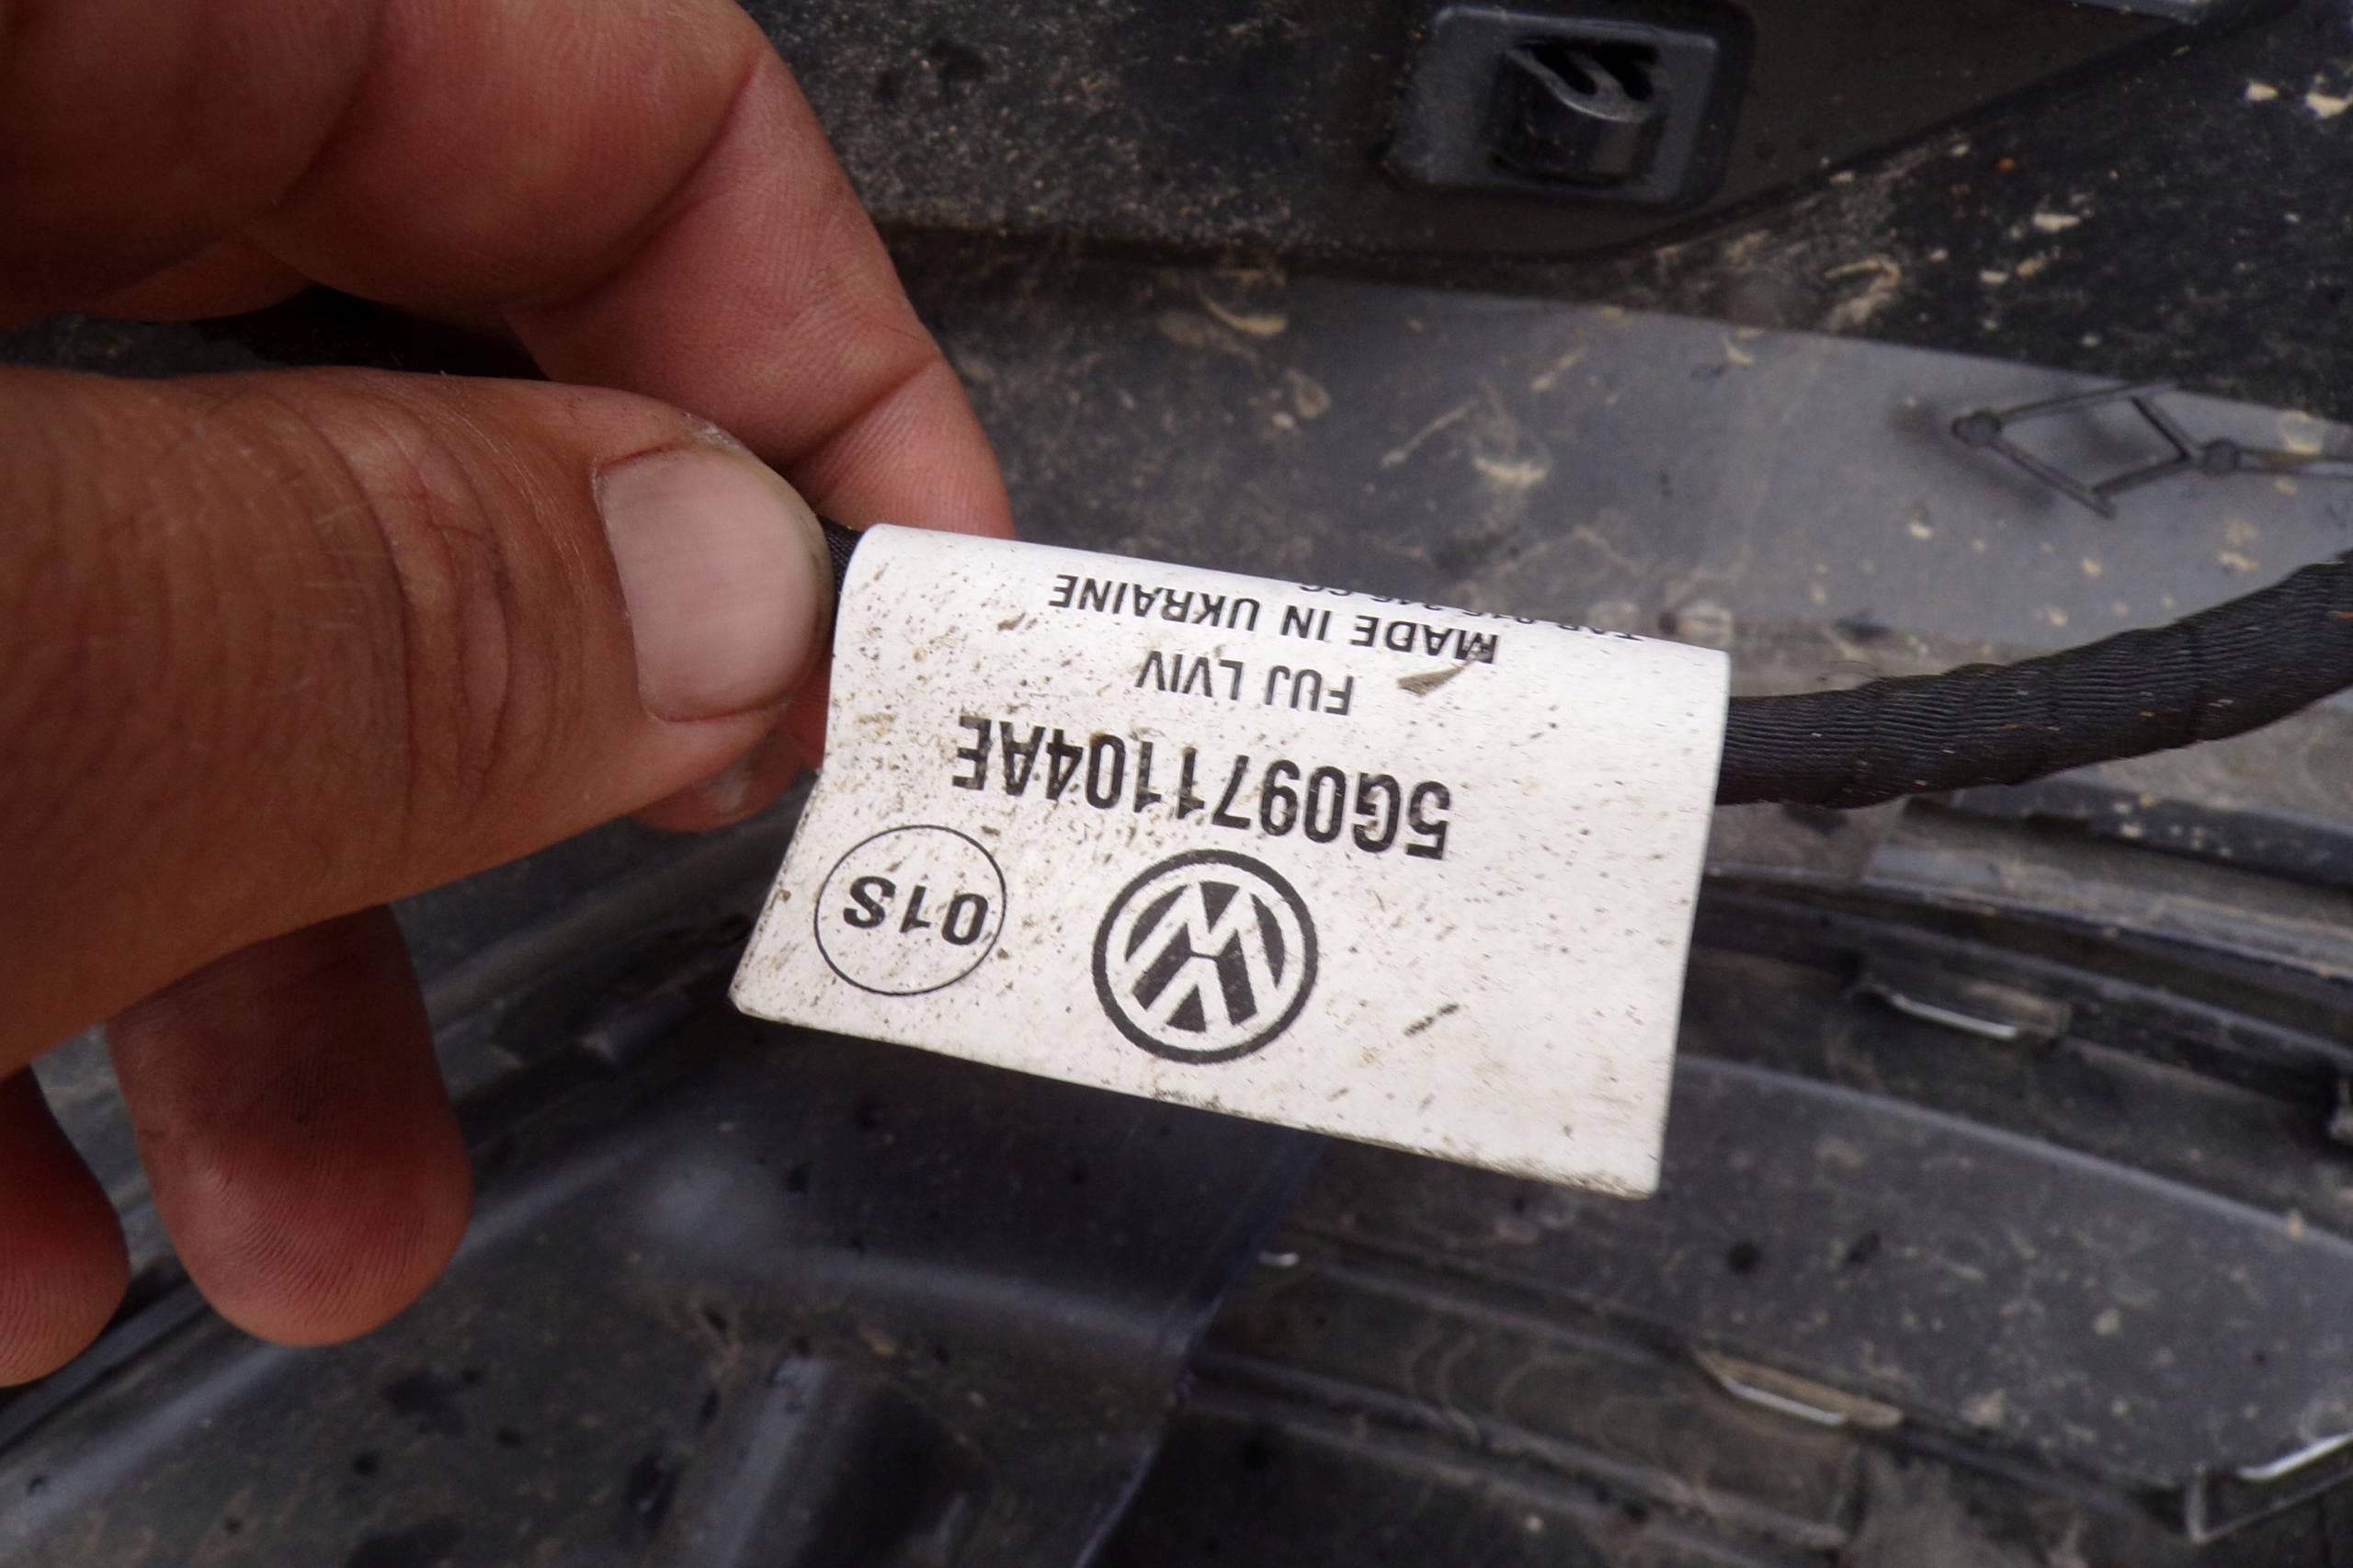 01S
5G0971104AE
FUJ LVIV
MADE IN UKRAINE